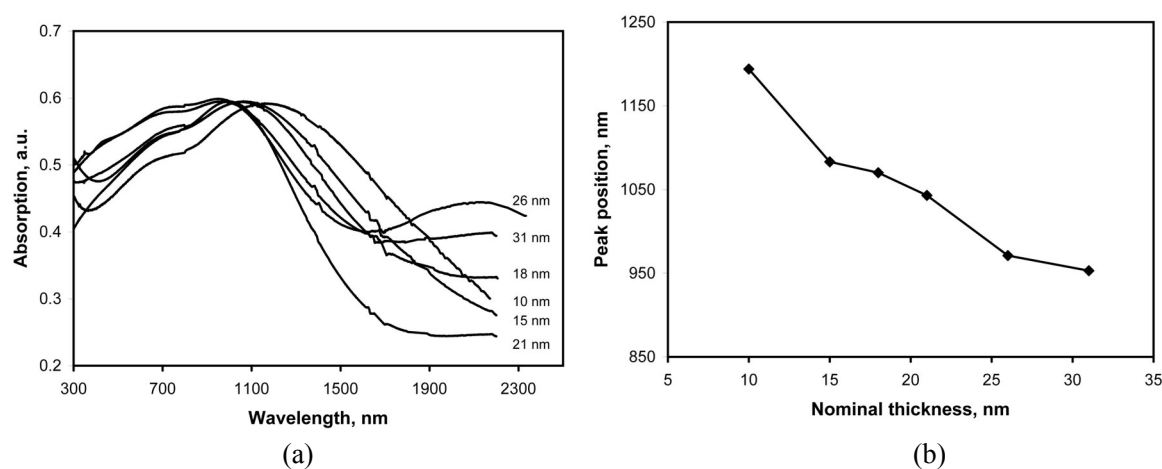 0.7
0.6
0.5
0.4
0.3
0.2
Absorption, a.u.
300 700 1100 1500 1900 2300
Wavelength, nm
26 nm
31 nm
18 nm
10 nm
15 nm
21 nm
(a)
1250
1150
1050
950
850
Peak position, nm
5 10 15 20 25 30 35
Nominal thickness, nm
(b)